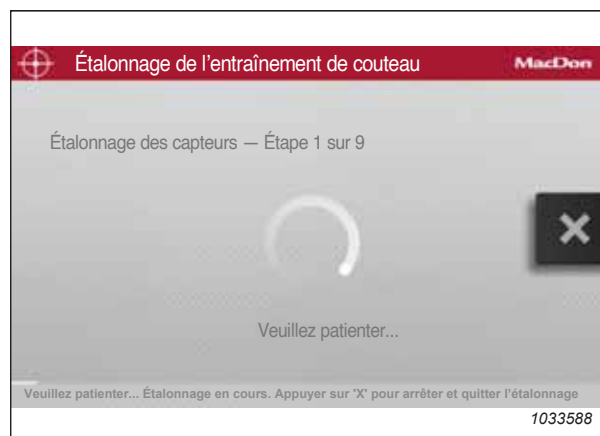 Étalonnage de l'entraînement de couteau MacDon
Étalonnage des capteurs — Étape 1 sur 9
Veuillez patienter...
Veuillez patienter... Étalonnage en cours. Appuyer sur 'X' pour arrêter et quitter l'étalonnage
1033588